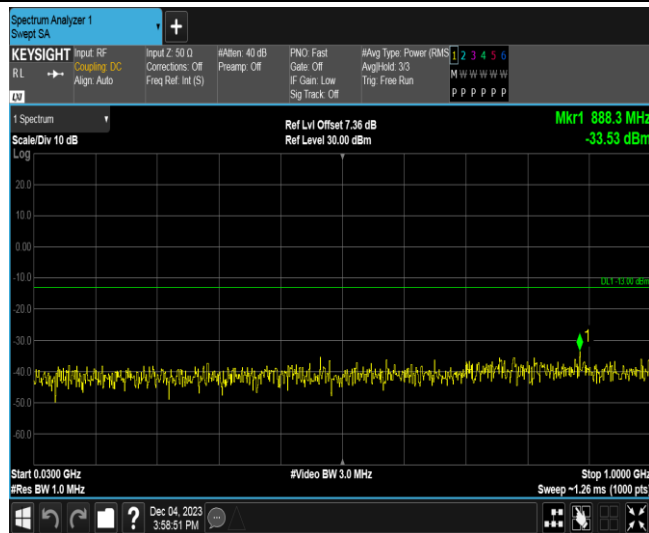 Spectrum Analyzer 1
Swept SA
KEYSIGHT
RL
LXI
Input: RF
Coupling: DC
Align: Auto
Input Z: 50 Ω
Corrections: Off
Freq Ref: Int (S)
#Atten: 40 dB
Preamp: Off
PNO: Fast
Gate: Off
IF Gain: Low
Sig Track: Off
#Avg Type: Power (RMS
Avg|Hold: 3/3
Trig: Free Run
1 2 3 4 5 6
M W W W W W
P P P P P P
1 Spectrum
Scale/Div 10 dB
Ref Lvl Offset 7.36 dB
Ref Level 30.00 dBm
Mkr1 888.3 MHz
-33.53 dBm
Log
20.0
10.0
0.00
-10.0
DL1 -13.00 dBm
-20.0
-30.0
1
-40.0
-50.0
-60.0
Start 0.0300 GHz
#Video BW 3.0 MHz
Stop 1.0000 GHz
#Res BW 1.0 MHz
Sweep ~1.26 ms (1000 pts)
?
Dec 04, 2023
3:58:51 PM